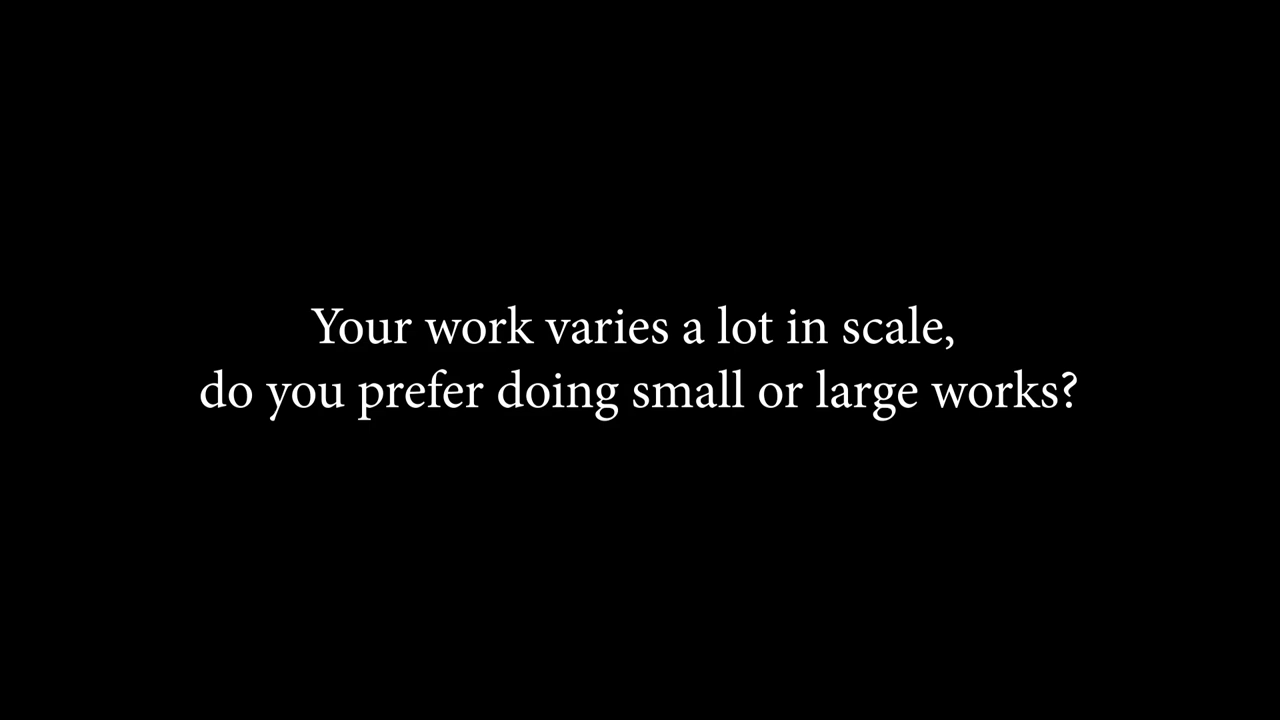 Your work varies a lot in scale,
do you prefer doing small or large works?